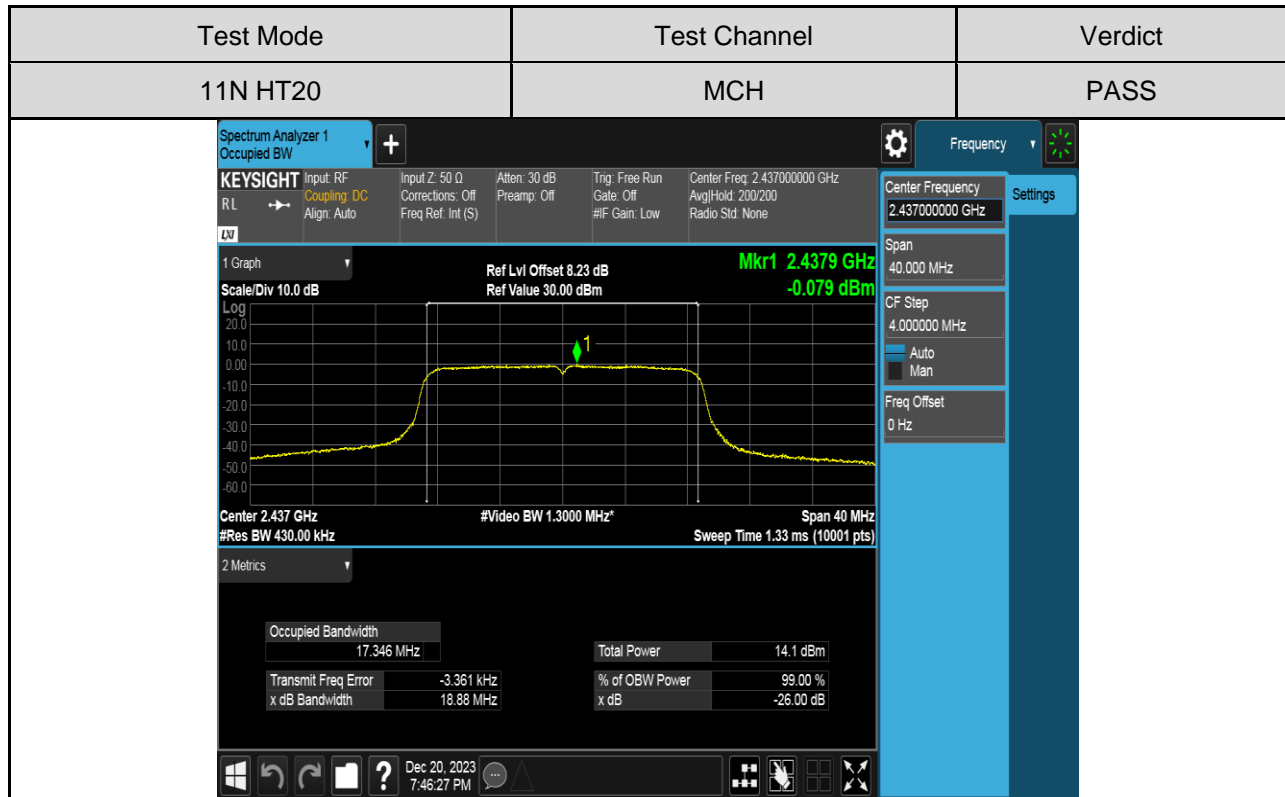 Test Mode Test Channel Verdict
11N HT20 MCH PASS
Spectrum Analyzer 1
Occupied BW
+
Frequency
KEYSIGHT Input: RF Input Z: 50 Ω Atten: 30 dB Trig: Free Run Center Freq: 2.437000000 GHz
RL Coupling: DC Corrections: Off Preamp: Off Gate: Off Avg|Hold: 200/200
Align: Auto Freq Ref: Int (S) #IF Gain: Low Radio Std: None
LXI
Center Frequency
2.437000000 GHz
Settings
Span
40.000 MHz
CF Step
4.000000 MHz
Auto
Man
Freq Offset
0 Hz
1 Graph
Ref Lvl Offset 8.23 dB
Mkr1 2.4379 GHz
Scale/Div 10.0 dB
Ref Value 30.00 dBm
-0.079 dBm
Log
20.0
10.0
0.00
-10.0
-20.0
-30.0
-40.0
-50.0
-60.0
1
Center 2.437 GHz #Video BW 1.3000 MHz* Span 40 MHz
#Res BW 430.00 kHz Sweep Time 1.33 ms (10001 pts)
2 Metrics
Occupied Bandwidth
17.346 MHz
Total Power 14.1 dBm
Transmit Freq Error -3.361 kHz % of OBW Power 99.00 %
x dB Bandwidth 18.88 MHz x dB -26.00 dB
? Dec 20, 2023
7:46:27 PM